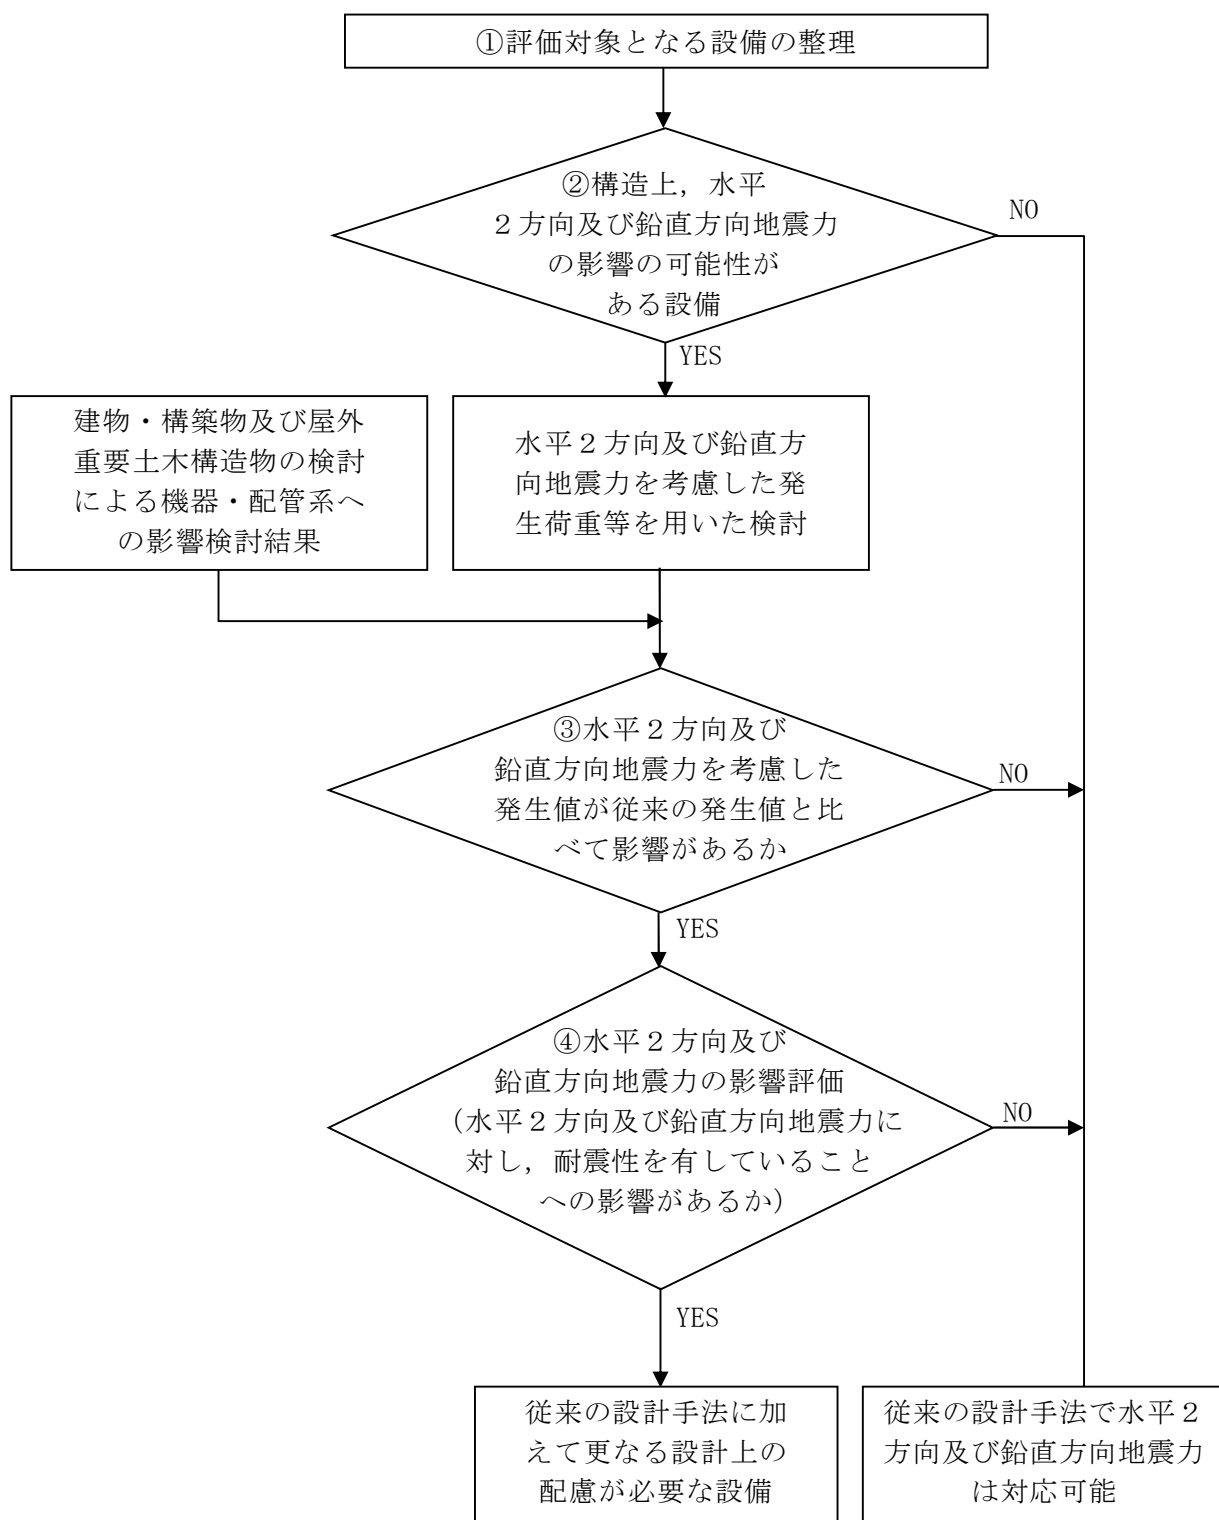 ①評価対象となる設備の整理
②構造上，水平
２方向及び鉛直方向地震力
の影響の可能性が
ある設備
NO
YES
建物・構築物及び屋外
重要土木構造物の検討
による機器・配管系へ
の影響検討結果
水平２方向及び鉛直方
向地震力を考慮した発
生荷重等を用いた検討
③水平２方向及び
鉛直方向地震力を考慮した
発生値が従来の発生値と比
べて影響があるか
NO
YES
④水平２方向及び
鉛直方向地震力の影響評価
（水平２方向及び鉛直方向地震力に
対し，耐震性を有していること
への影響があるか）
NO
YES
従来の設計手法に加
えて更なる設計上の
配慮が必要な設備
従来の設計手法で水平２
方向及び鉛直方向地震力
は対応可能